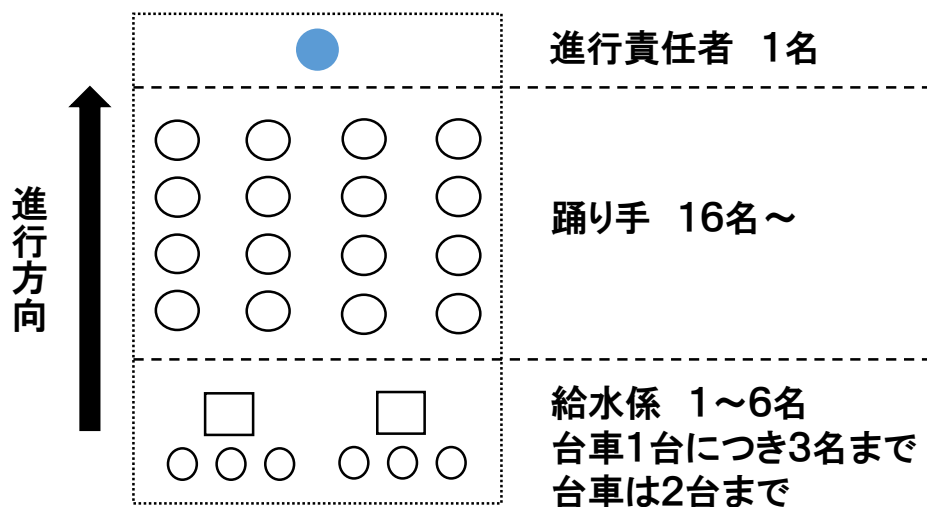 進行方向
進行責任者 1名
踊り手 16名~
給水係 1~6名
台車1台につき3名まで
台車は2台まで